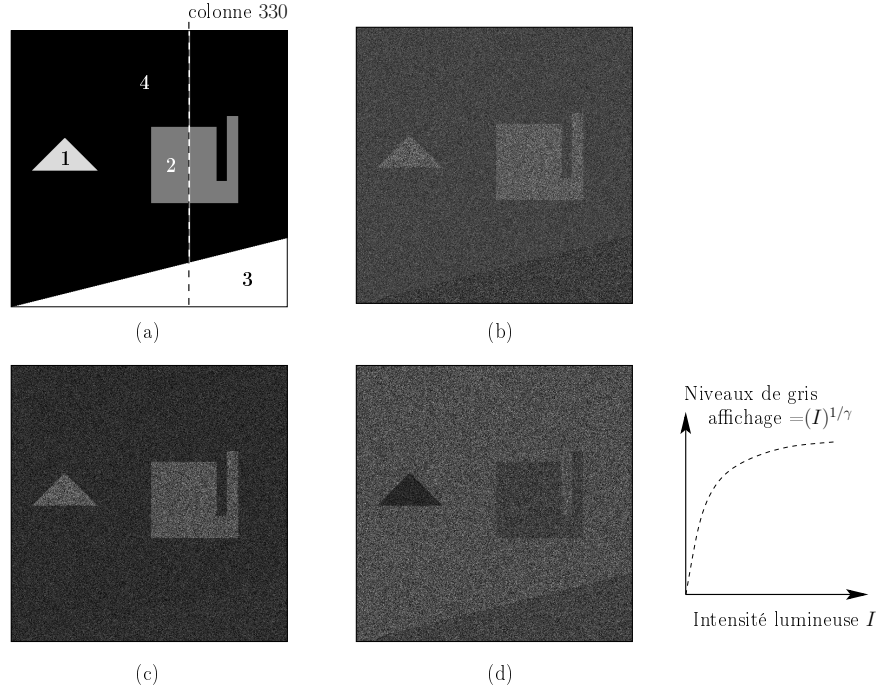 colonne 330
4
1
2
3
(a)
(b)
Niveaux de gris
affichage =(I)^{1/γ}
Intensité lumineuse I
(c)
(d)